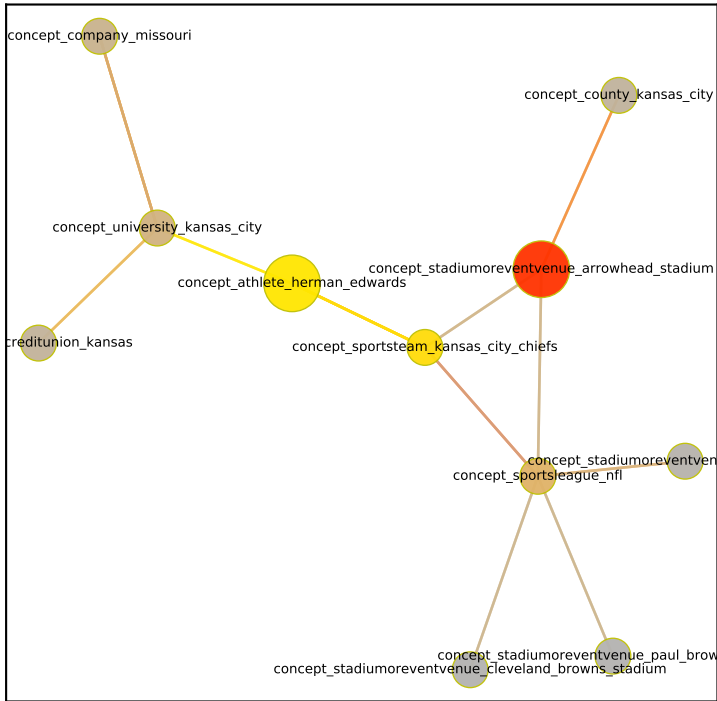 concept_company_missouri
concept_county_kansas_city
concept_university_kansas_city
concept_stadiumoreventvenue_arrowhead_stadium
concept_athlete_herman_edwards
creditunion_kansas
concept_sportsteam_kansas_city_chiefs
concept_stadiumoreventven
concept_sportsleague_nfl
concept_stadiumoreventvenue_paul_brow
concept_stadiumoreventvenue_cleveland_browns_stadium